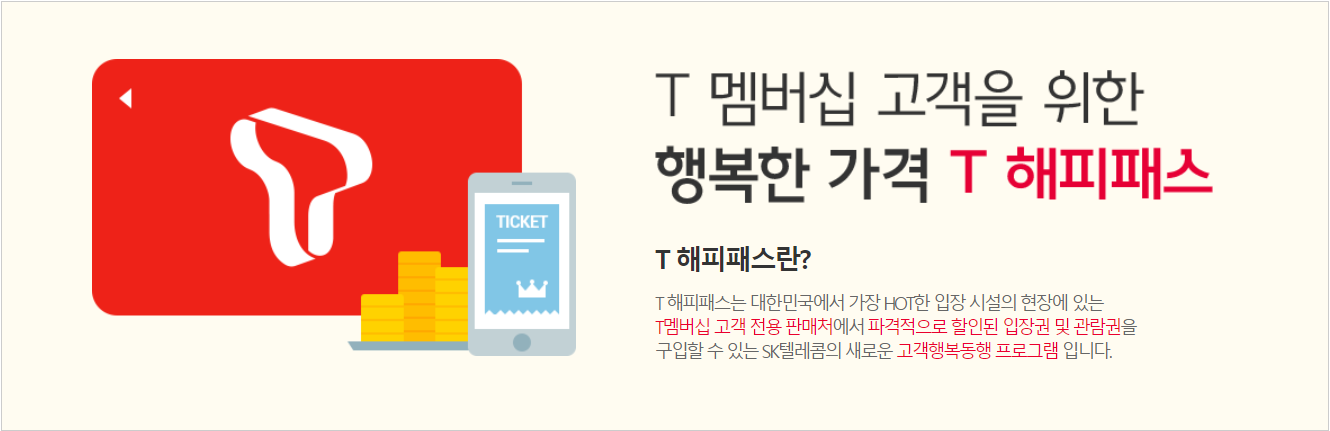 TICKET
T 멤버십 고객을 위한
행복한 가격 T 해피패스
T 해피패스란?
T 해피패스는 대한민국에서 가장 HOT한 입장 시설의 현장에 있는
T멤버십 고객 전용 판매처에서 파격적으로 할인된 입장권 및 관람권을
구입할 수 있는 SK텔레콤의 새로운 고객행복동행 프로그램 입니다.